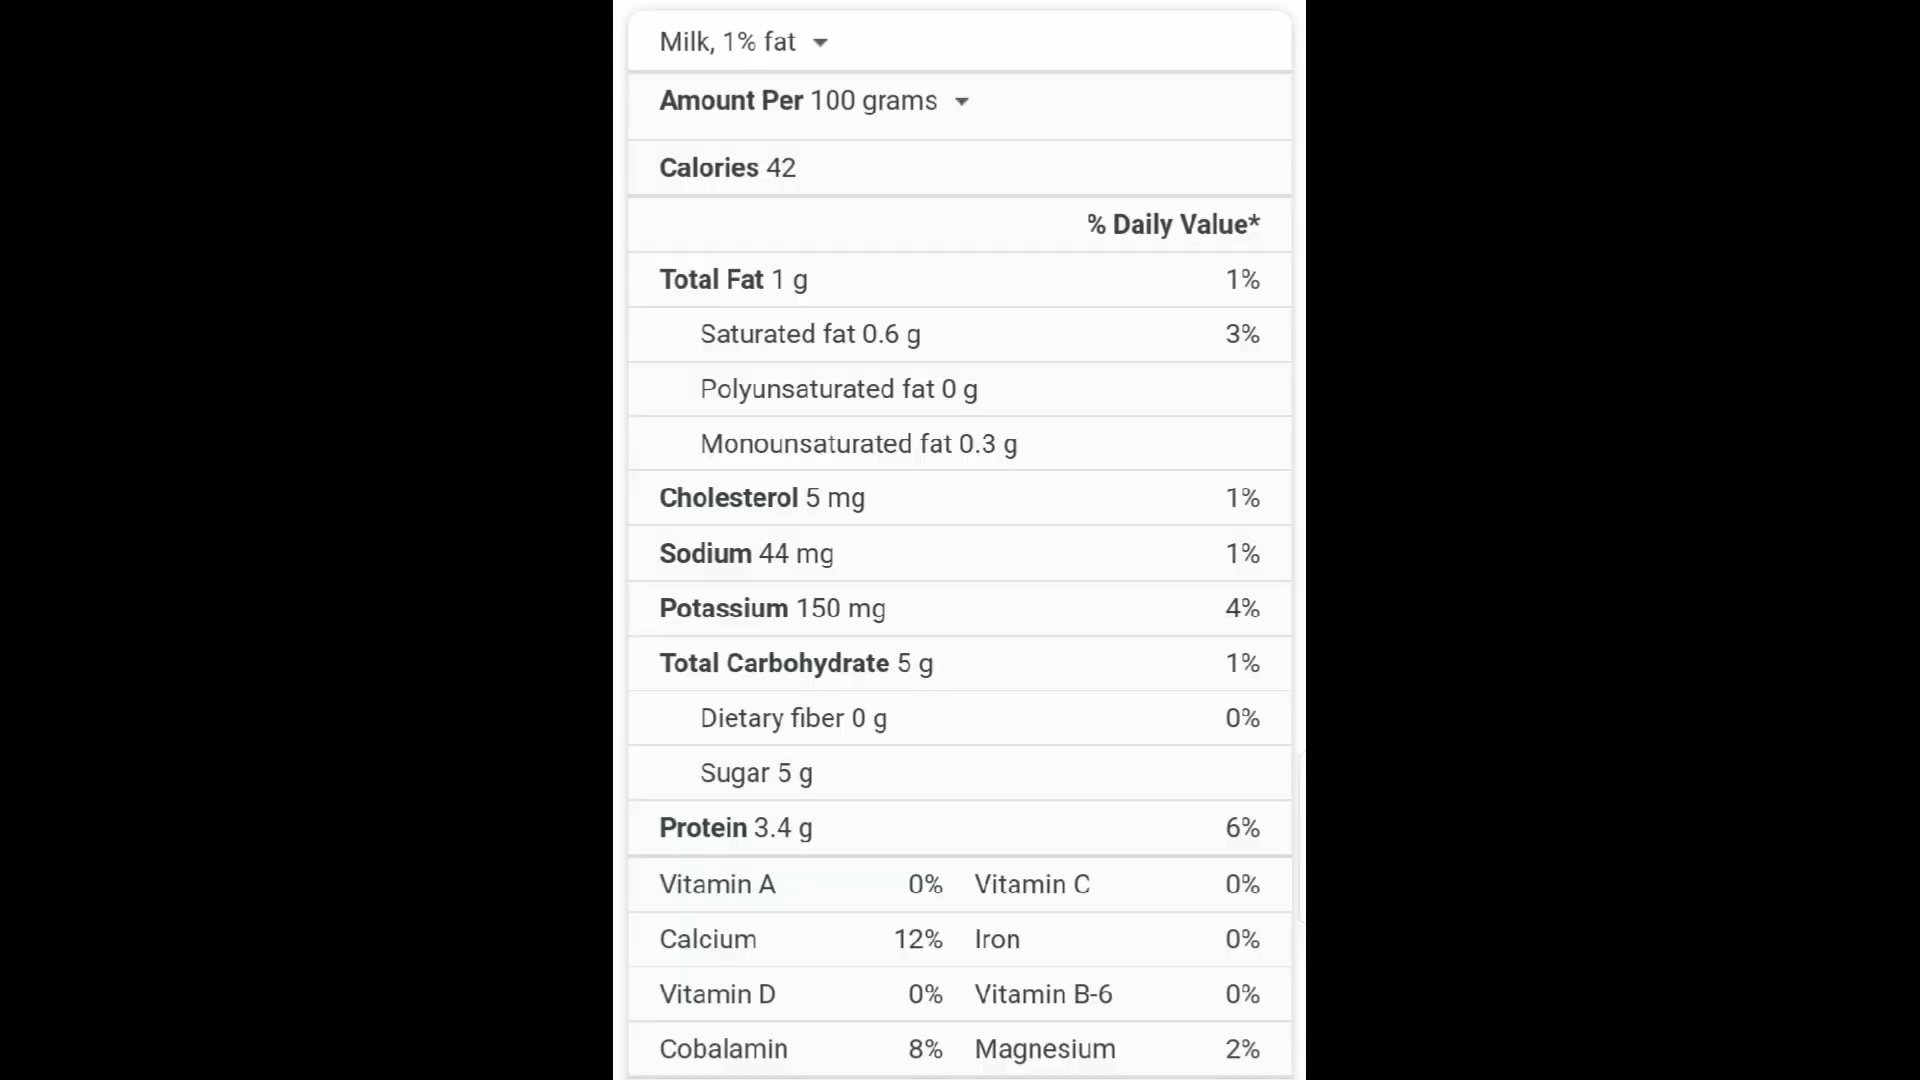 Milk, 1% fat
Amount Per 100 grams
Calories 42
% Daily Value*
Total Fat 1 g 1%
Saturated fat 0.6 g 3%
Polyunsaturated fat 0 g
Monounsaturated fat 0.3 g
Cholesterol 5 mg 1%
Sodium 44 mg 1%
Potassium 150 mg 4%
Total Carbohydrate 5 g 1%
Dietary fiber 0 g 0%
Sugar 5 g
Protein 3.4 g 6%
Vitamin A 0% Vitamin C 0%
Calcium 12% Iron 0%
Vitamin D 0% Vitamin B-6 0%
Cobalamin 8% Magnesium 2%